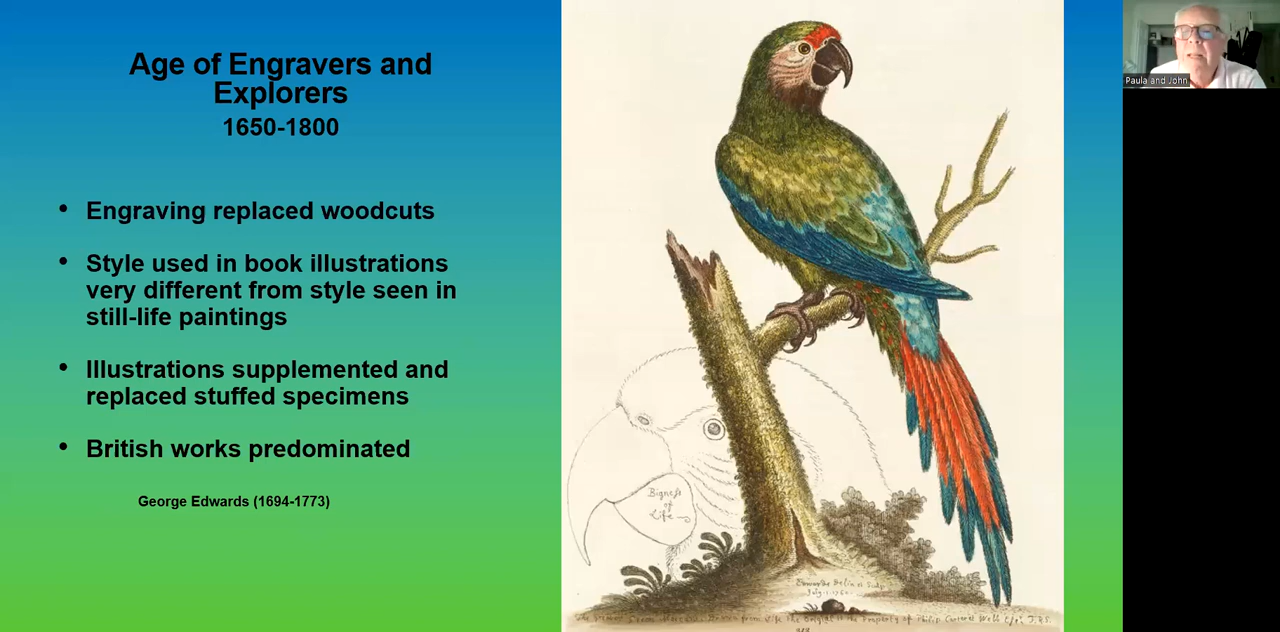 Age of Engravers and
Explorers
1650-1800
• Engraving replaced woodcuts
• Style used in book illustrations
very different from style seen in
still-life paintings
• Illustrations supplemented and
replaced stuffed specimens
• British works predominated
George Edwards (1694-1773)
Bigness
of
Life
Paula and John